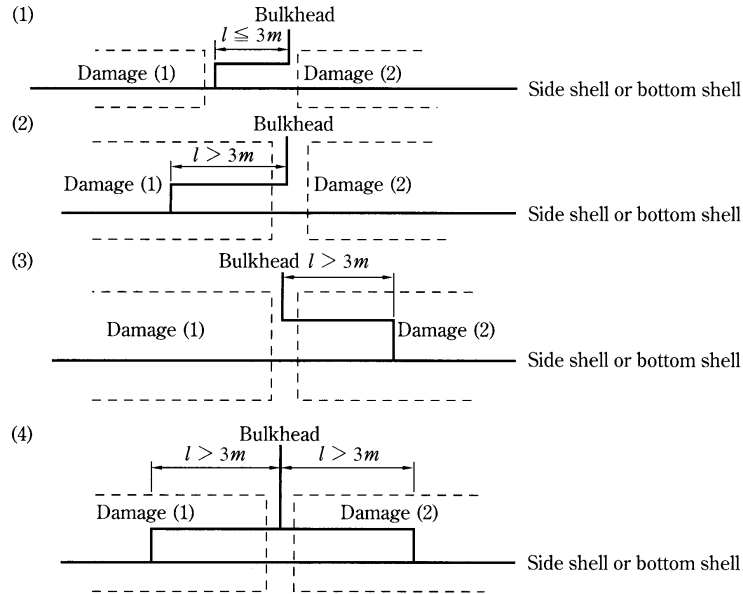 (1)
Bulkhead
l ≦ 3m
Damage (1)
Damage (2)
Side shell or bottom shell
(2)
Bulkhead
l > 3m
Damage (1)
Damage (2)
Side shell or bottom shell
(3)
Bulkhead l > 3m
Damage (1)
Damage (2)
Side shell or bottom shell
(4)
Bulkhead
l > 3m
l > 3m
Damage (1)
Damage (2)
Side shell or bottom shell